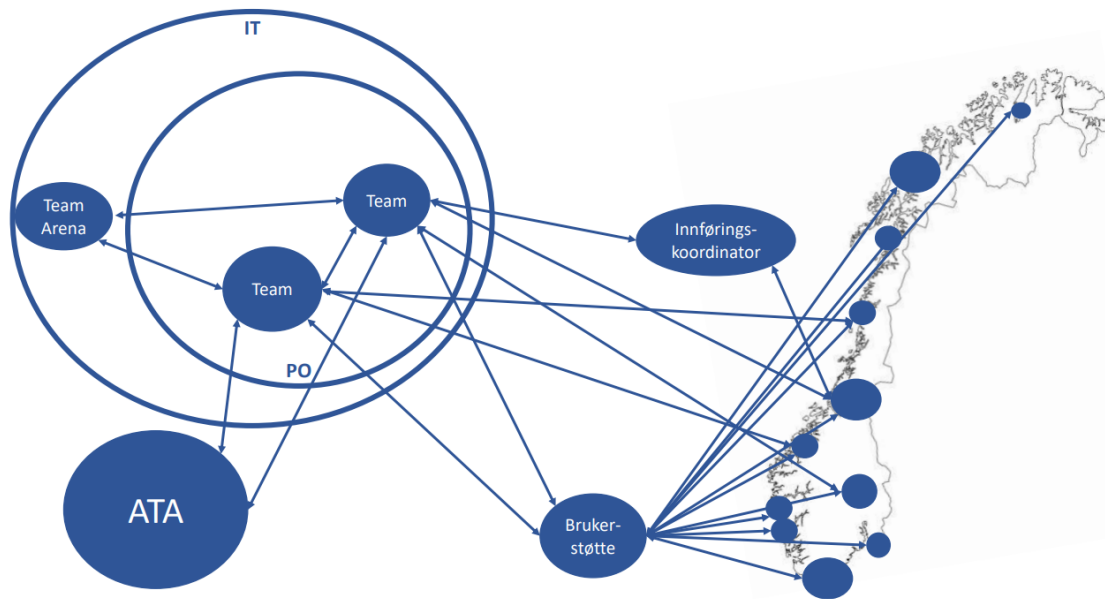 IT
Team
Arena
Team
Team
PO
Innførings-
koordinator
ATA
Bruker-
støtte